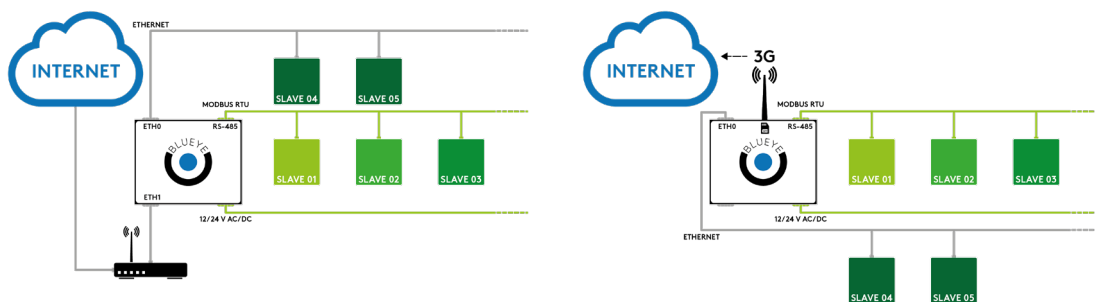 ETHERNET
INTERNET
SLAVE 04
SLAVE 05
MODBUS RTU
ETH0
RS-485
BLUEYE
SLAVE 01
SLAVE 02
SLAVE 03
ETH1
12/24 V AC/DC
3G
INTERNET
MODBUS RTU
ETH0
RS-485
BLUEYE
SLAVE 01
SLAVE 02
SLAVE 03
12/24 V AC/DC
ETHERNET
SLAVE 04
SLAVE 05